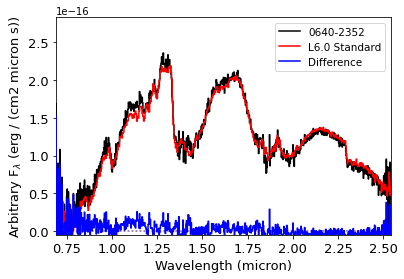 1e−16
0640-2352
L6.0 Standard
Difference
2.5
2.0
1.5
1.0
0.5
0.0
Arbitrary Fλ (erg / (cm2 micron s))
0.75 1.00 1.25 1.50 1.75 2.00 2.25 2.50
Wavelength (micron)